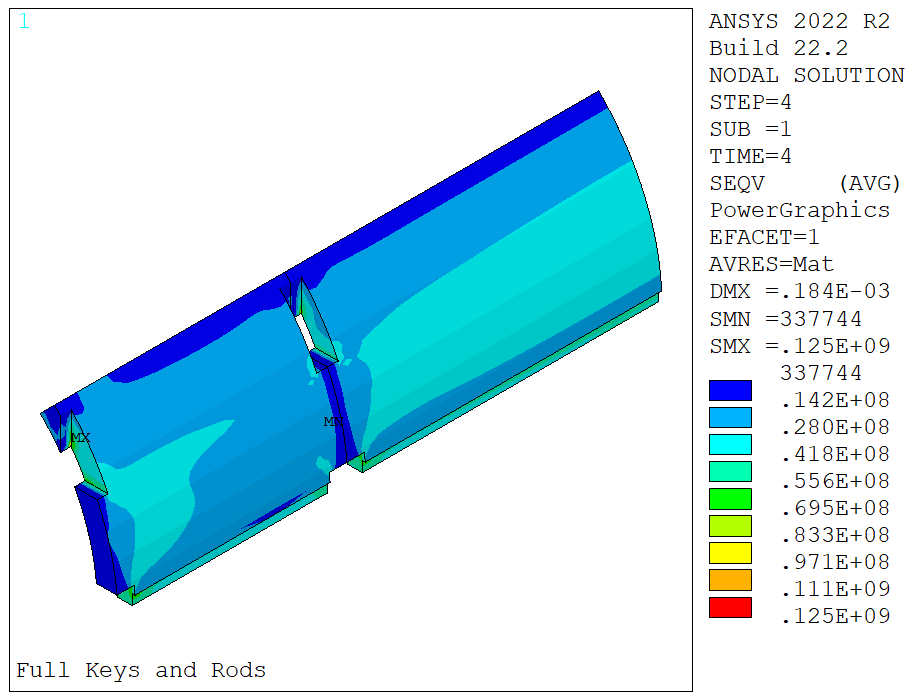 1
ANSYS 2022 R2
Build 22.2
NODAL SOLUTION
STEP=4
SUB =1
TIME=4
SEQV (AVG)
PowerGraphics
EFACET=1
AVRES=Mat
DMX =.184E-03
SMN =337744
SMX =.125E+09
337744
.142E+08
.280E+08
.418E+08
.556E+08
.695E+08
.833E+08
.971E+08
.111E+09
.125E+09
MX
Full Keys and Rods